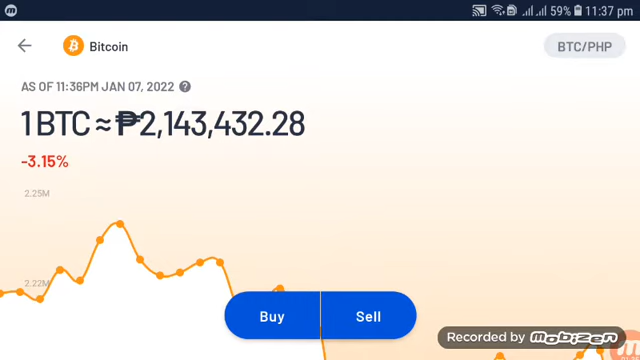 59% 11:37 pm
Bitcoin
BTC/PHP
AS OF 11:36PM JAN 07, 2022 ?
1 BTC ≈ ₱2,143,432.28
-3.15%
2.25M
2.22M
Buy
Sell
Recorded by mobizen